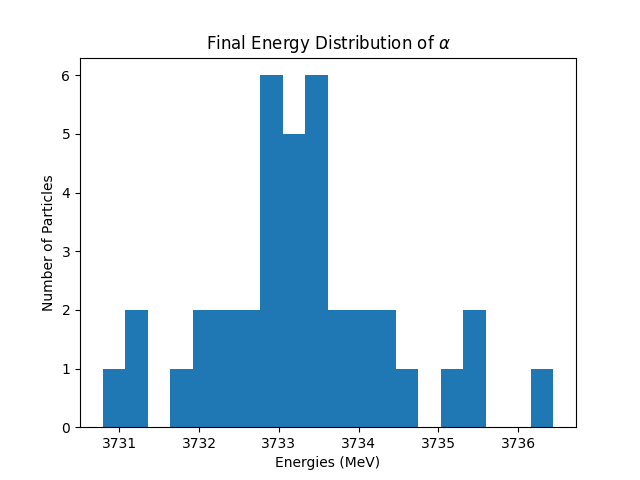 Final Energy Distribution of α
Number of Particles
6
5
4
3
2
1
0
3731 3732 3733 3734 3735 3736
Energies (MeV)